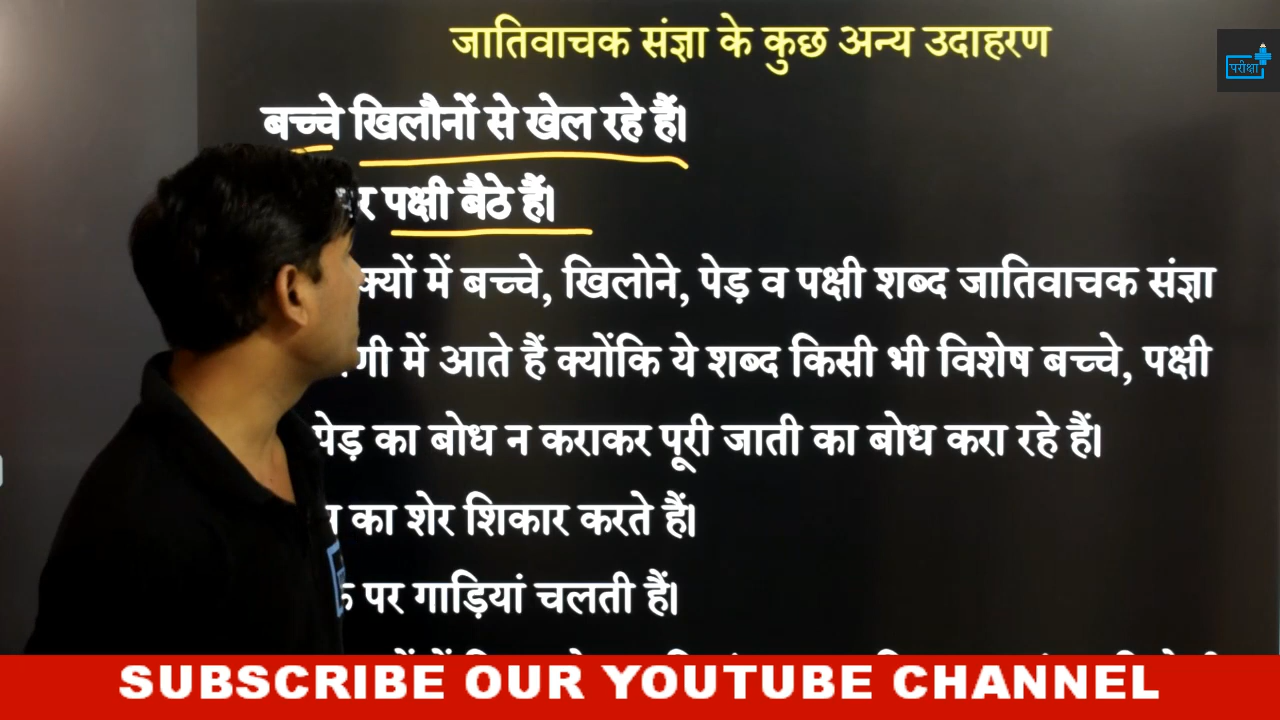 जातिवाचक संज्ञा के कुछ अन्य उदाहरण
परीक्षा
बच्चे खिलौनों से खेल रहे हैं।
पक्षी बैठे हैं।
में बच्चे, खिलोने, पेड़ व पक्षी शब्द जातिवाचक संज्ञा
में आते हैं क्योंकि ये शब्द किसी भी विशेष बच्चे, पक्षी
पेड़ का बोध न कराकर पूरी जाती का बोध करा रहे हैं।
का शेर शिकार करते हैं।
पर गाड़ियां चलती हैं।
SUBSCRIBE OUR YOUTUBE CHANNEL